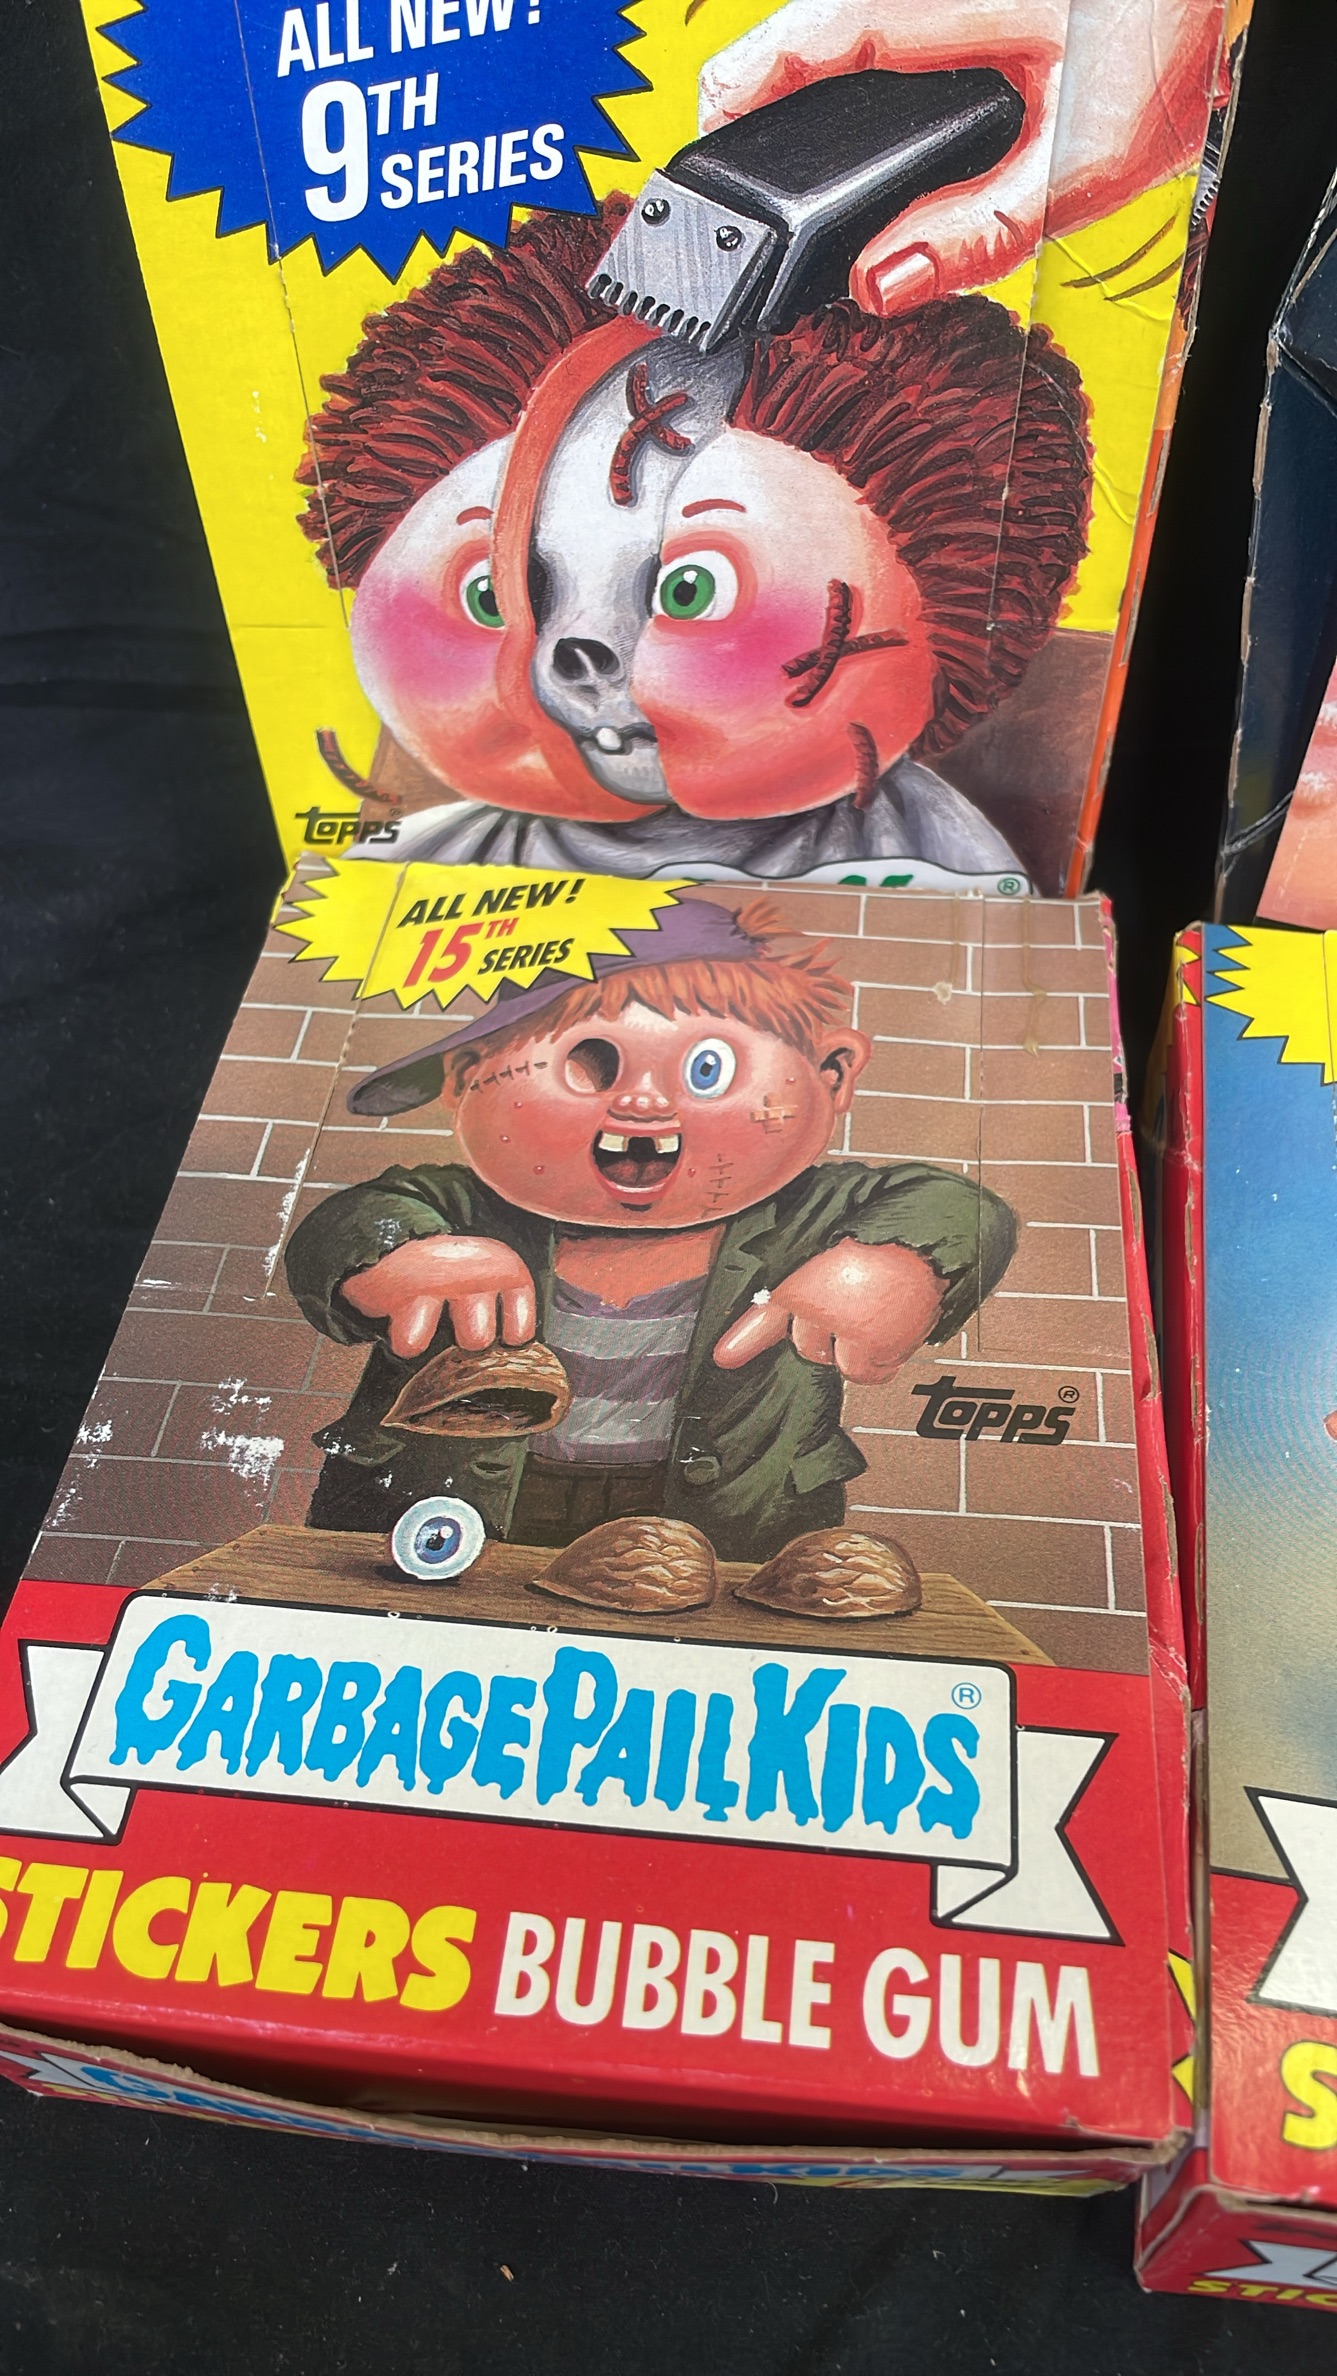 ALL NEW!
9TH
SERIES
topps
®
ALL NEW!
15TH
SERIES
topps®
GARBAGE PAIL KIDS®
STICKERS BUBBLE GUM